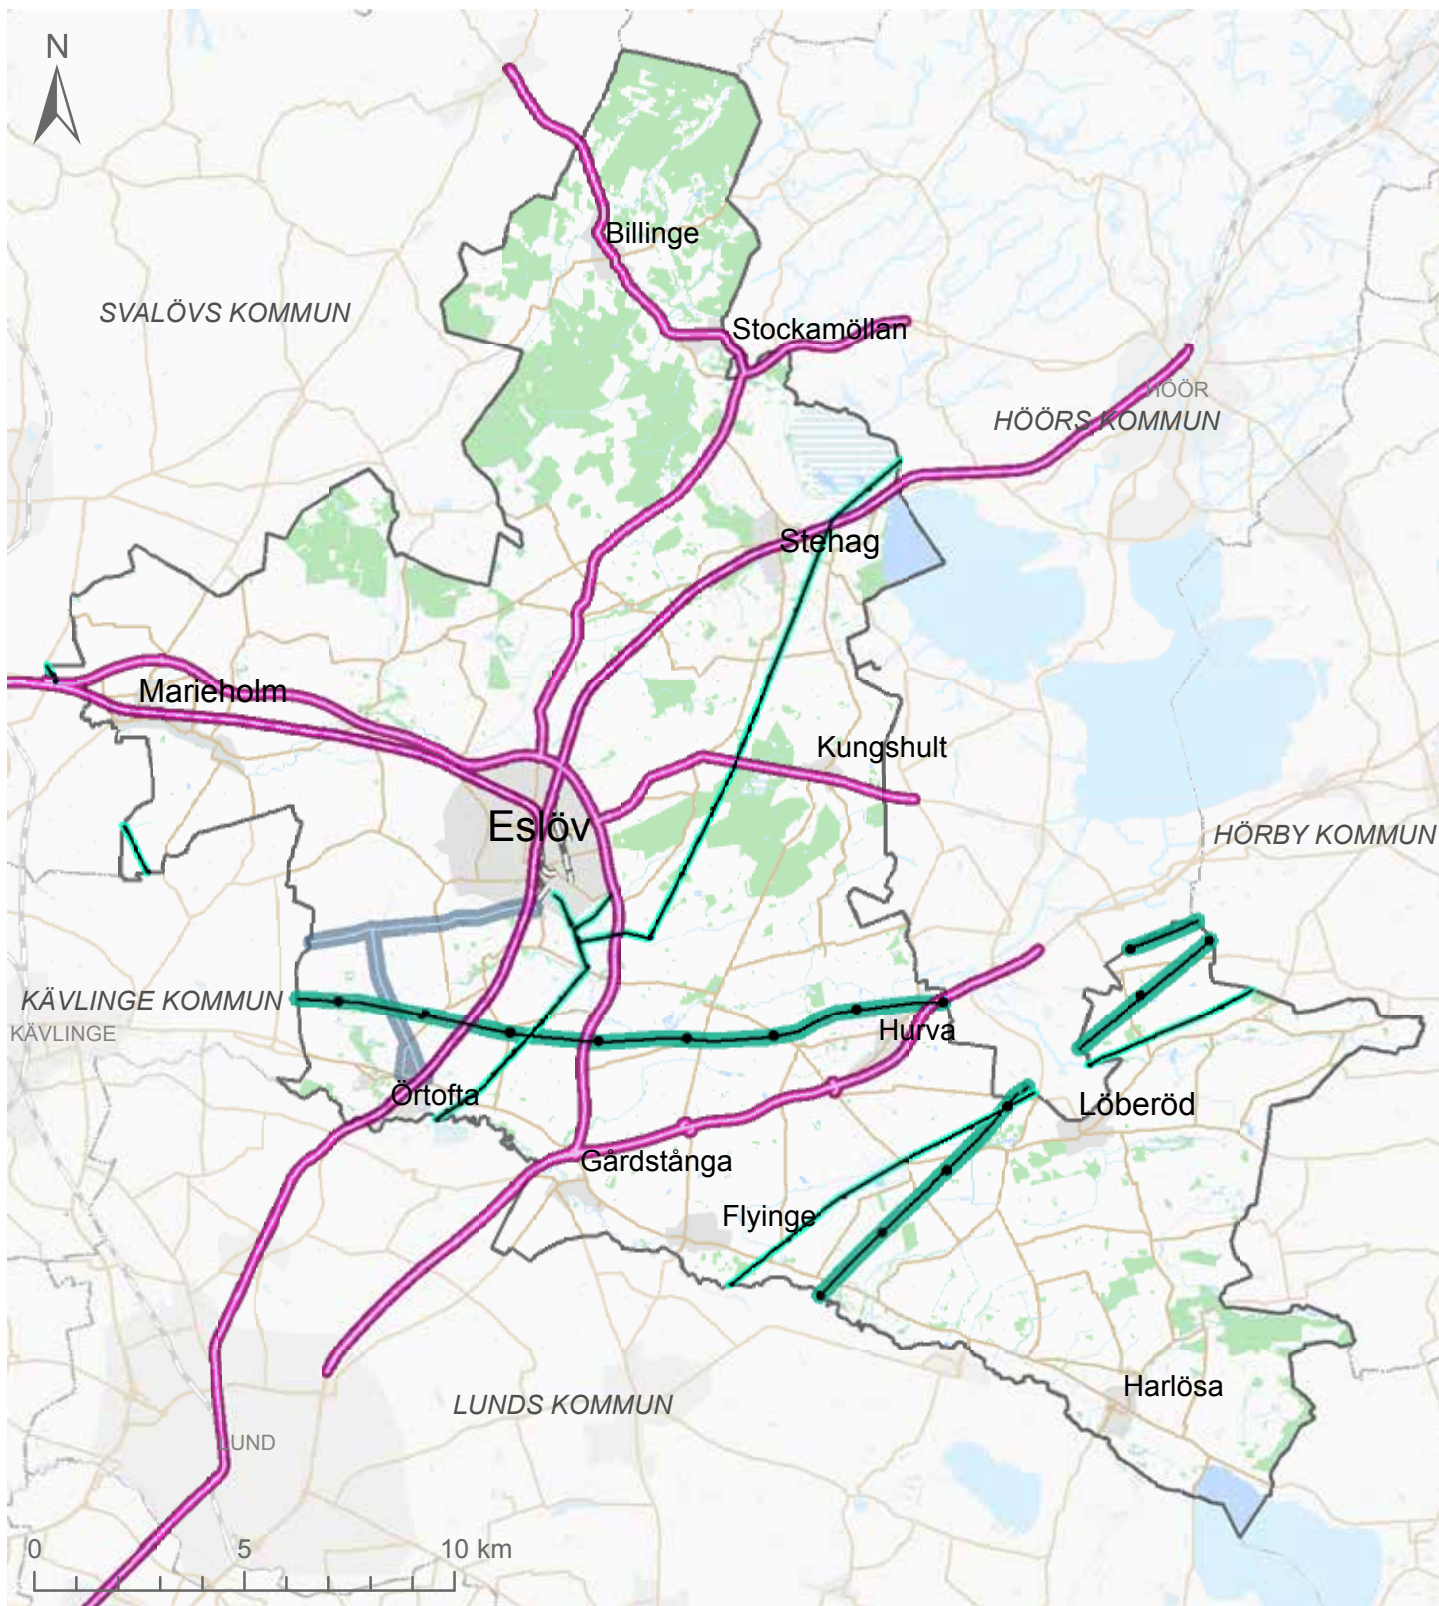 N
Billinge
SVALÖVS KOMMUN
Stockamöllan
HÖÖR
HÖÖRS KOMMUN
Stehag
Marieholm
Kungshult
Eslöv
HÖRBY KOMMUN
KÄVLINGE KOMMUN
KÄVLINGE
Hurva
Örtofta
Löberöd
Gårdstånga
Flyinge
Harlösa
LUNDS KOMMUN
LUND
0 5 10 km